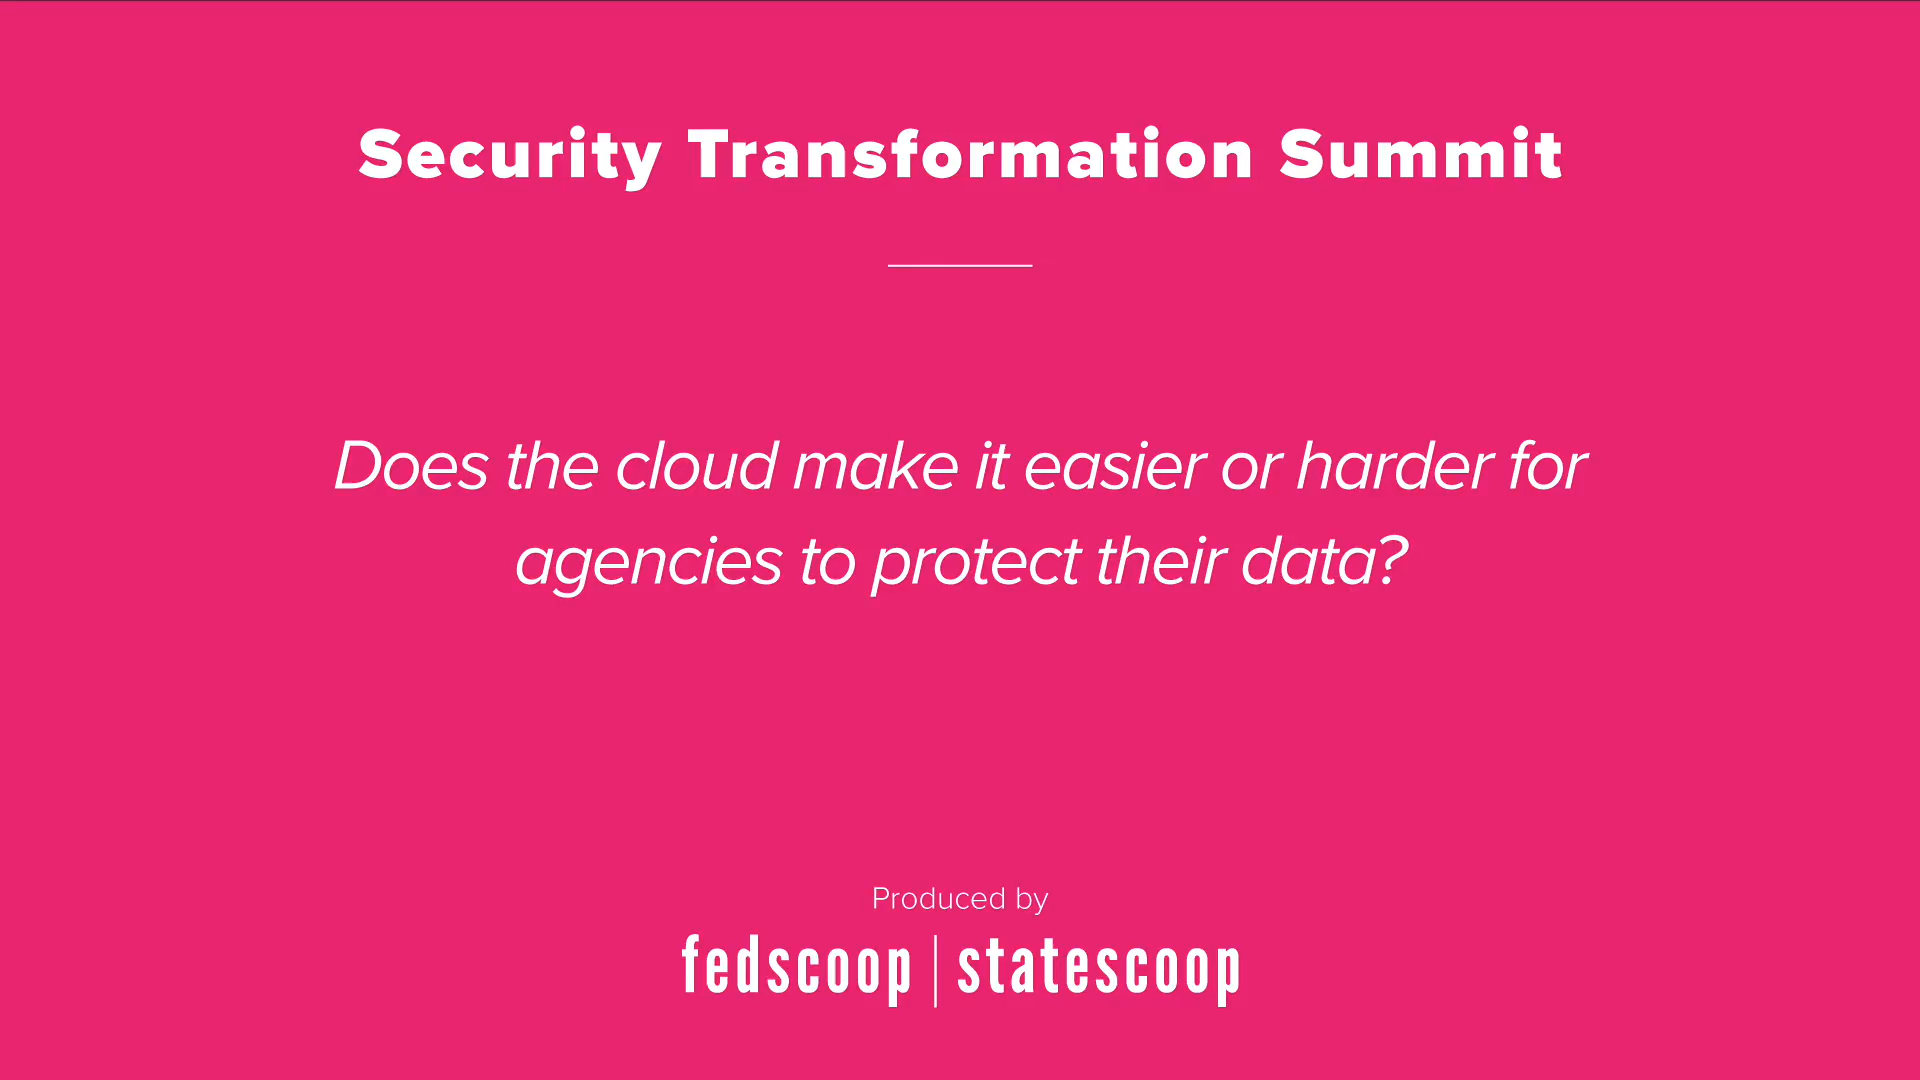 Security Transformation Summit
Does the cloud make it easier or harder for
agencies to protect their data?
Produced by
fedscoop | statescoop